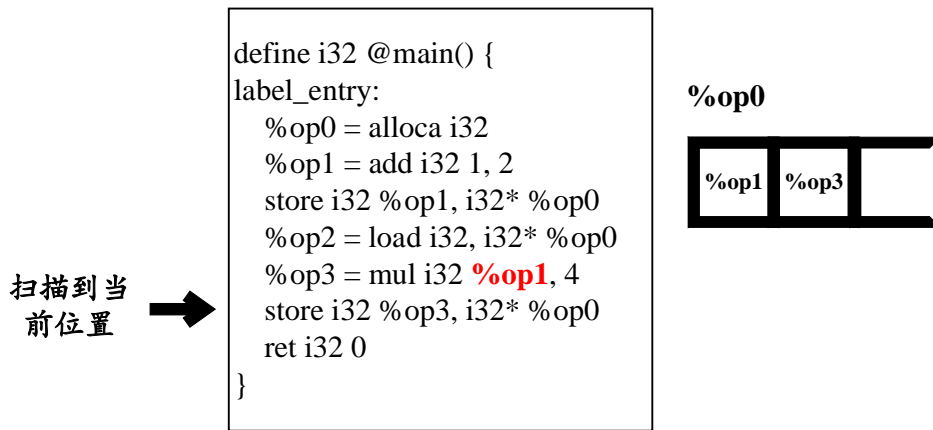 define i32 @main() {
label_entry:
%op0 = alloca i32
%op1 = add i32 1, 2
store i32 %op1, i32* %op0
%op2 = load i32, i32* %op0
%op3 = mul i32 %op1, 4
store i32 %op3, i32* %op0
ret i32 0
}
扫描到当
前位置
%op0
%op1 %op3